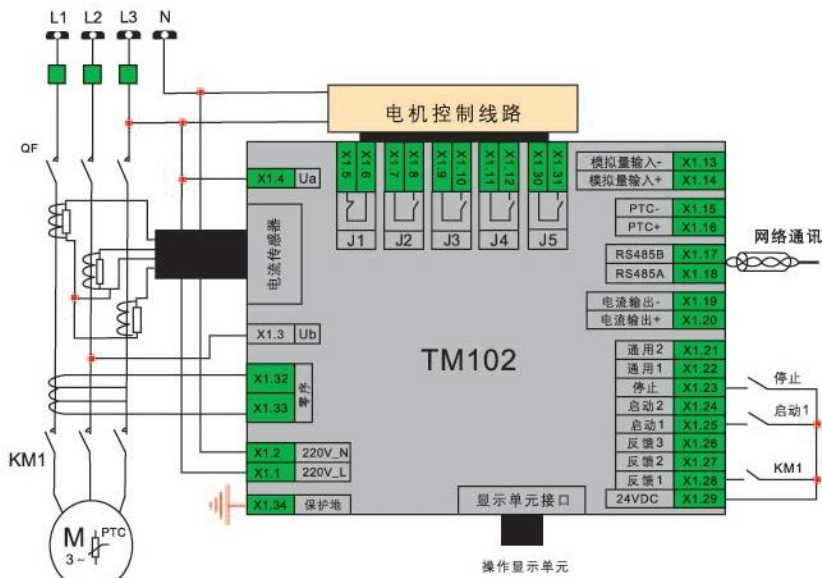 L1 L2 L3 N
电机控制线路
QF
X1.4 Ua
X1.5 X1.6 X1.7 X1.8 X1.9 X1.10 X1.11 X1.12 X1.30 X1.31
J1 J2 J3 J4 J5
电流传感器
X1.3 Ub
X1.32
X1.33
零序
KM1
X1.2 220V_N
X1.1 220V_L
X1.34 保护地
M
3~
PTC
TM102
模拟量输入- X1.13
模拟量输入+ X1.14
PTC- X1.15
PTC+ X1.16
RS485B X1.17
RS485A X1.18
网络通讯
电流输出- X1.19
电流输出+ X1.20
通用2 X1.21
通用1 X1.22
停止 X1.23 停止
启动2 X1.24
启动1 X1.25 启动1
反馈3 X1.26
反馈2 X1.27
反馈1 X1.28 KM1
24VDC X1.29
显示单元接口
操作显示单元